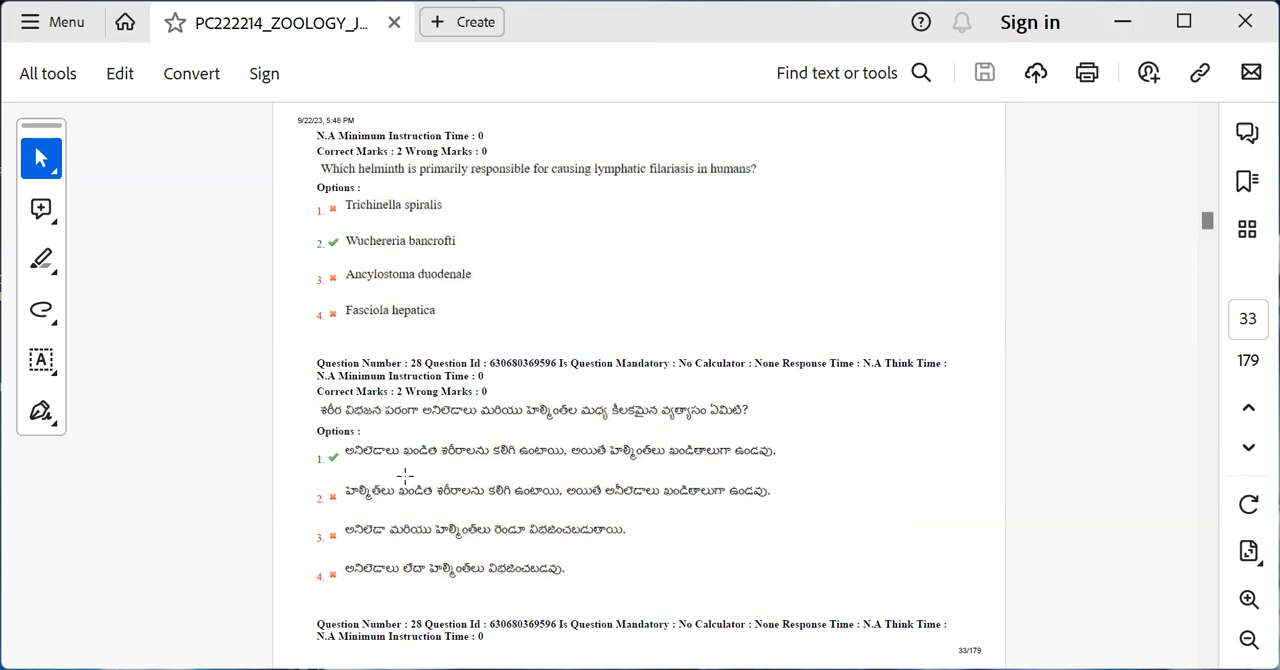 Menu
PC222214_ZOOLOGY_J...
Create
Sign in
All tools
Edit
Convert
Sign
Find text or tools
9/22/23, 5:48 PM
N.A Minimum Instruction Time : 0
Correct Marks : 2 Wrong Marks : 0
Which helminth is primarily responsible for causing lymphatic filariasis in humans?
Options :
1. Trichinella spiralis
2. Wuchereria bancrofti
3. Ancylostoma duodenale
4. Fasciola hepatica
Question Number : 28 Question Id : 630680369596 Is Question Mandatory : No Calculator : None Response Time : N.A Think Time :
N.A Minimum Instruction Time : 0
Correct Marks : 2 Wrong Marks : 0
శరీర విభజన పరంగా అనిలెడాలు మరియు హెల్మింత్‌ల మధ్య కీలకమైన వ్యత్యాసం ఏమిటి?
Options :
1. అనిలెడాలు ఖండిత శరీరాలను కలిగి ఉంటాయి, అయితే హెల్మింత్‌లు ఖండితాలుగా ఉండవు.
2. హెల్మిత్‌లు ఖండిత శరీరాలను కలిగి ఉంటాయి, అయితే అనీలెడాలు ఖండితాలుగా ఉండవు.
3. అనిలెడా మరియు హెల్మింత్‌లు రెండూ విభజించబడుతాయి.
4. అనిలెడాలు లేదా హెల్మింత్‌లు విభజించబడవు.
Question Number : 28 Question Id : 630680369596 Is Question Mandatory : No Calculator : None Response Time : N.A Think Time :
N.A Minimum Instruction Time : 0
33/179
33
179